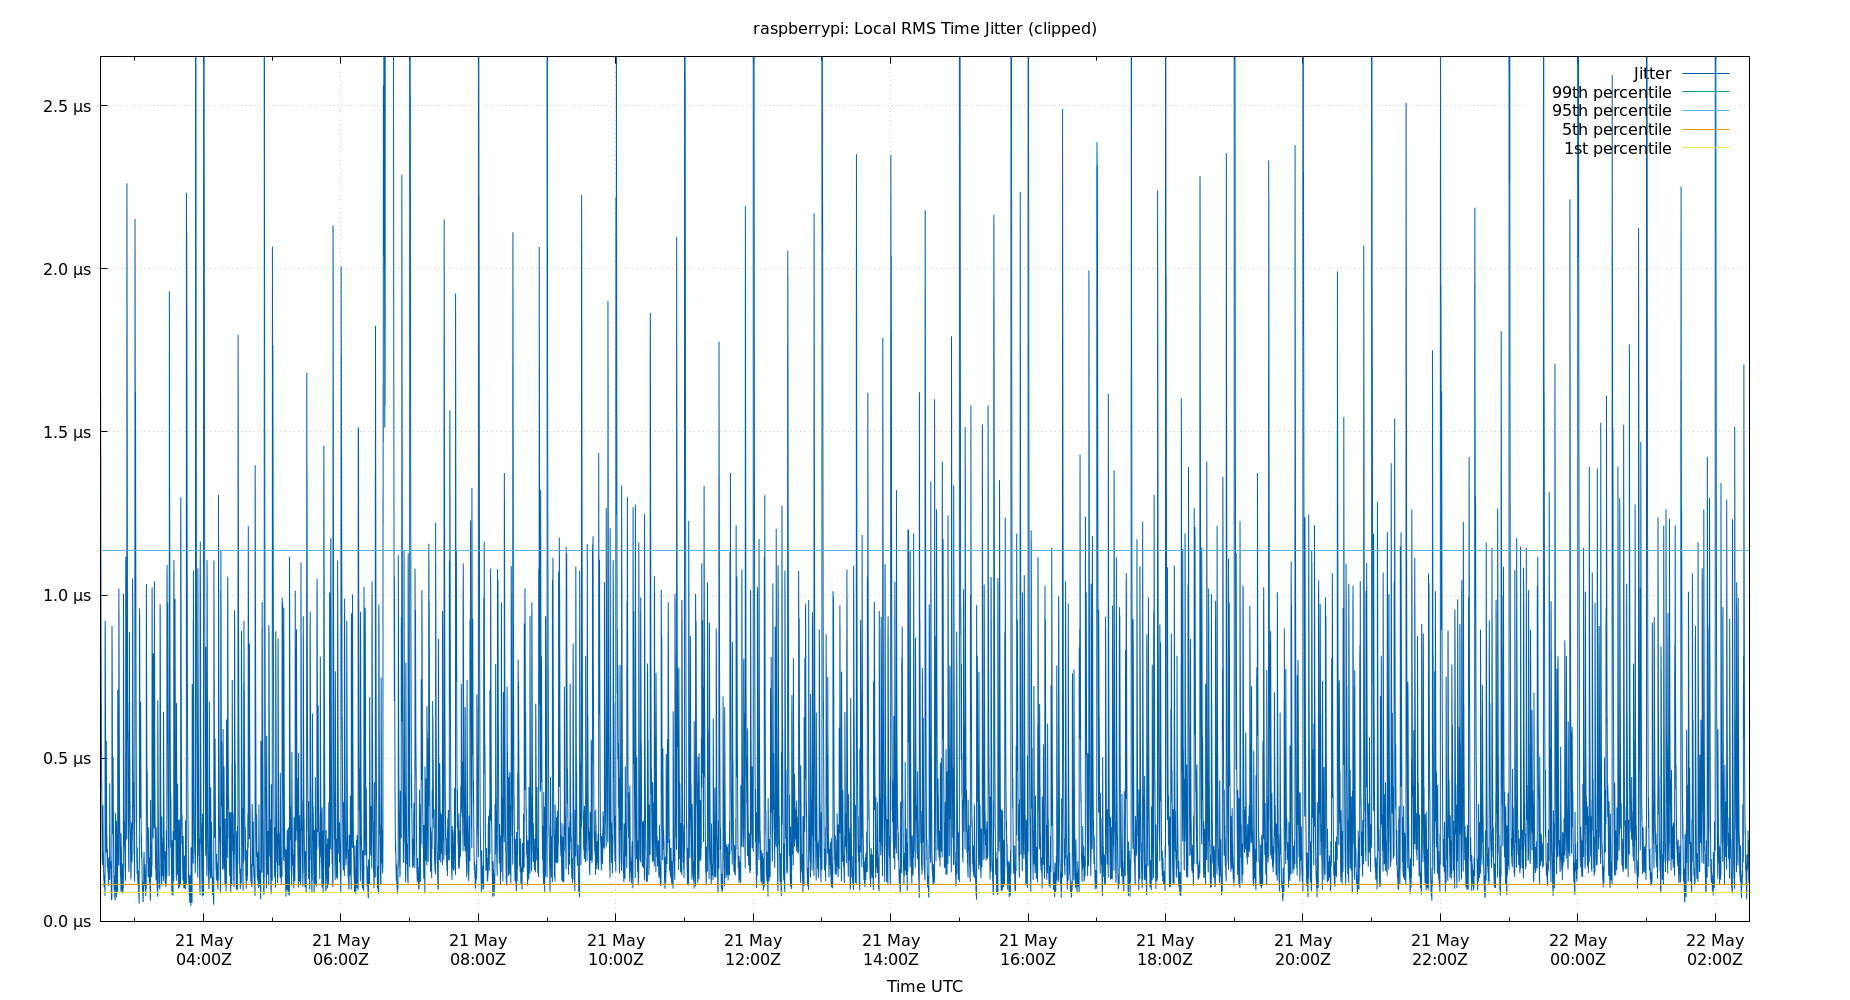 raspberrypi: Local RMS Time Jitter (clipped)
Jitter
99th percentile
95th percentile
5th percentile
1st percentile
2.5 µs
2.0 µs
1.5 µs
1.0 µs
0.5 µs
0.0 µs
21 May 21 May 21 May 21 May 21 May 21 May 21 May 21 May 21 May 21 May 22 May 22 May
04:00Z 06:00Z 08:00Z 10:00Z 12:00Z 14:00Z 16:00Z 18:00Z 20:00Z 22:00Z 00:00Z 02:00Z
Time UTC